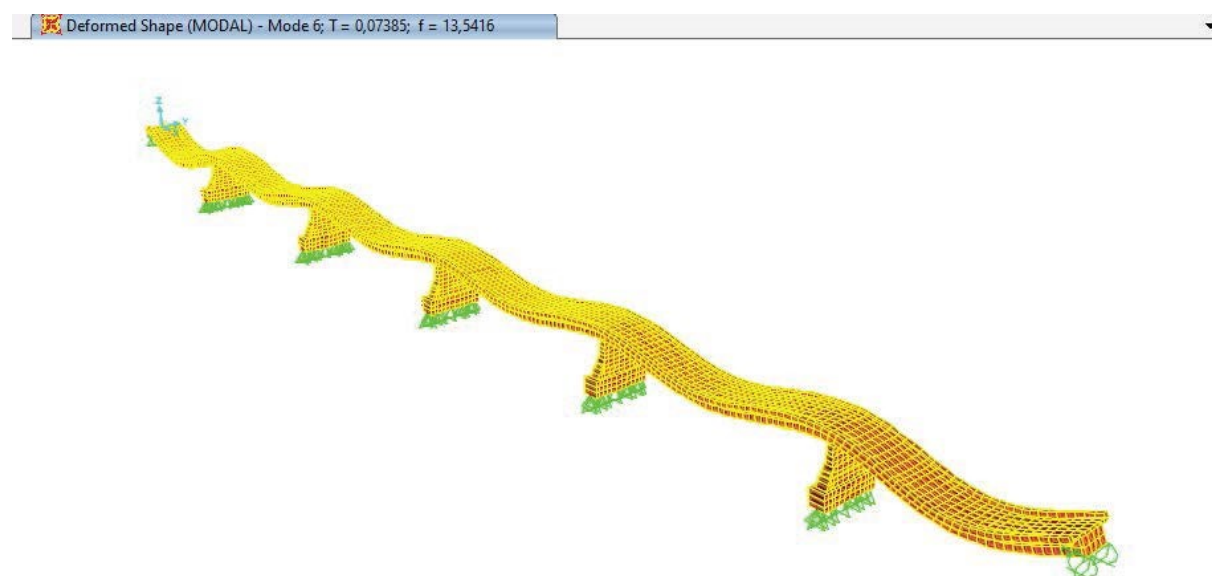 Deformed Shape (MODAL) - Mode 6; T = 0,07385; f = 13,5416
Z
Y